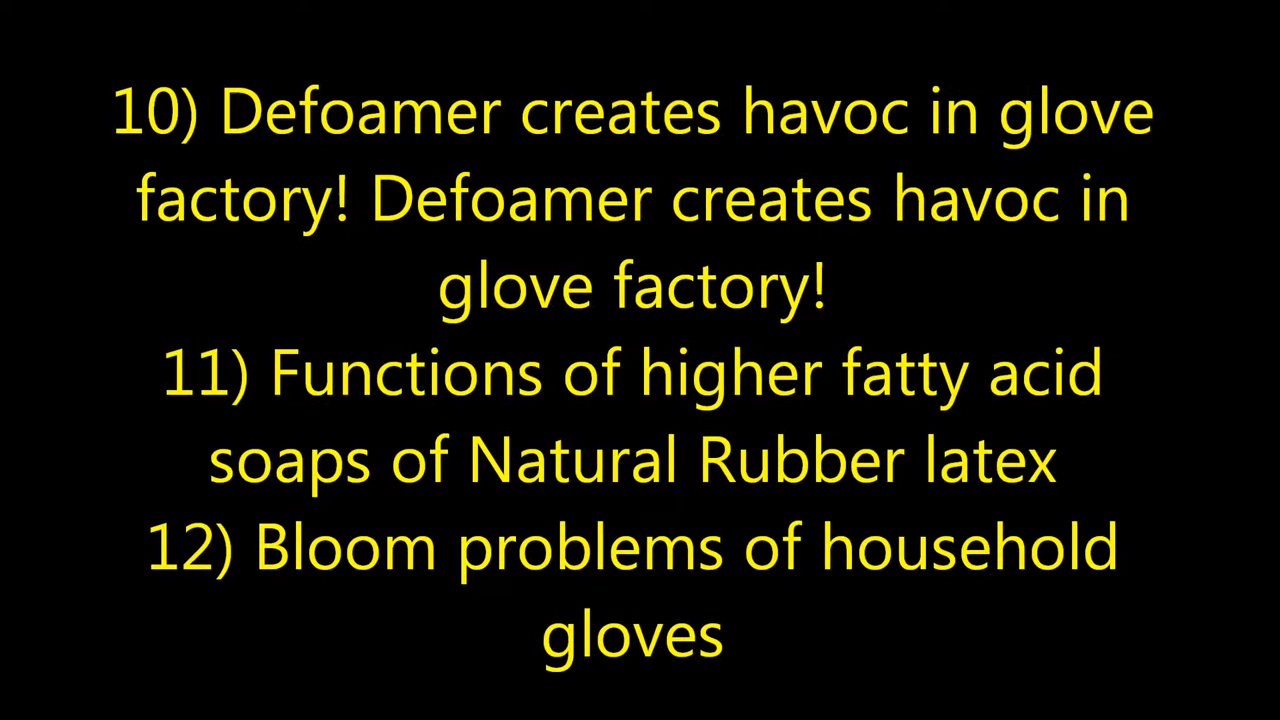 10) Defoamer creates havoc in glove
factory! Defoamer creates havoc in
glove factory!
11) Functions of higher fatty acid
soaps of Natural Rubber latex
12) Bloom problems of household
gloves